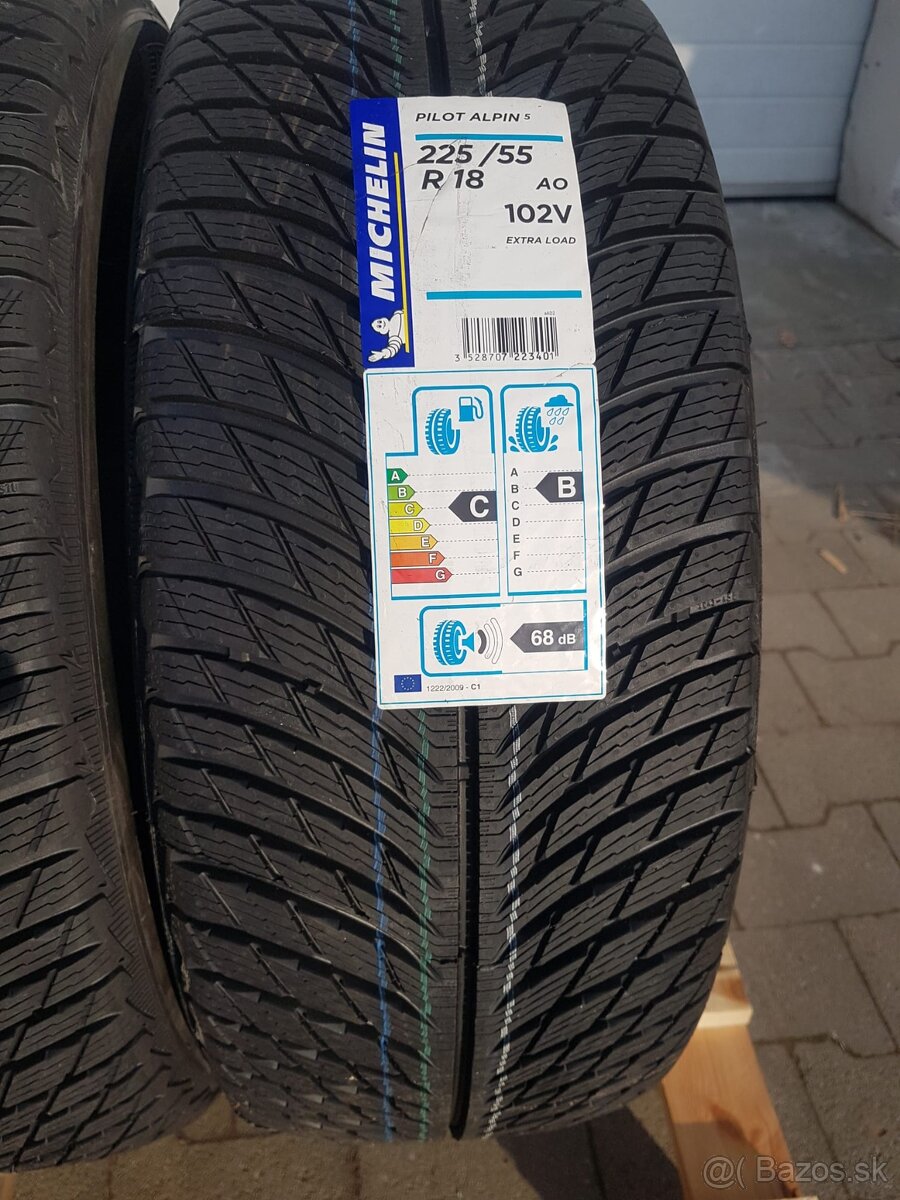 MICHELIN
PILOT ALPIN 5
225 /55
R 18 AO
102V
EXTRA LOAD
3 528707 223401
A
B
C
D
E
F
G
C
A
B
C
D
E
F
G
B
68 dB
1222/2009 - C1
@( Bazos.sk